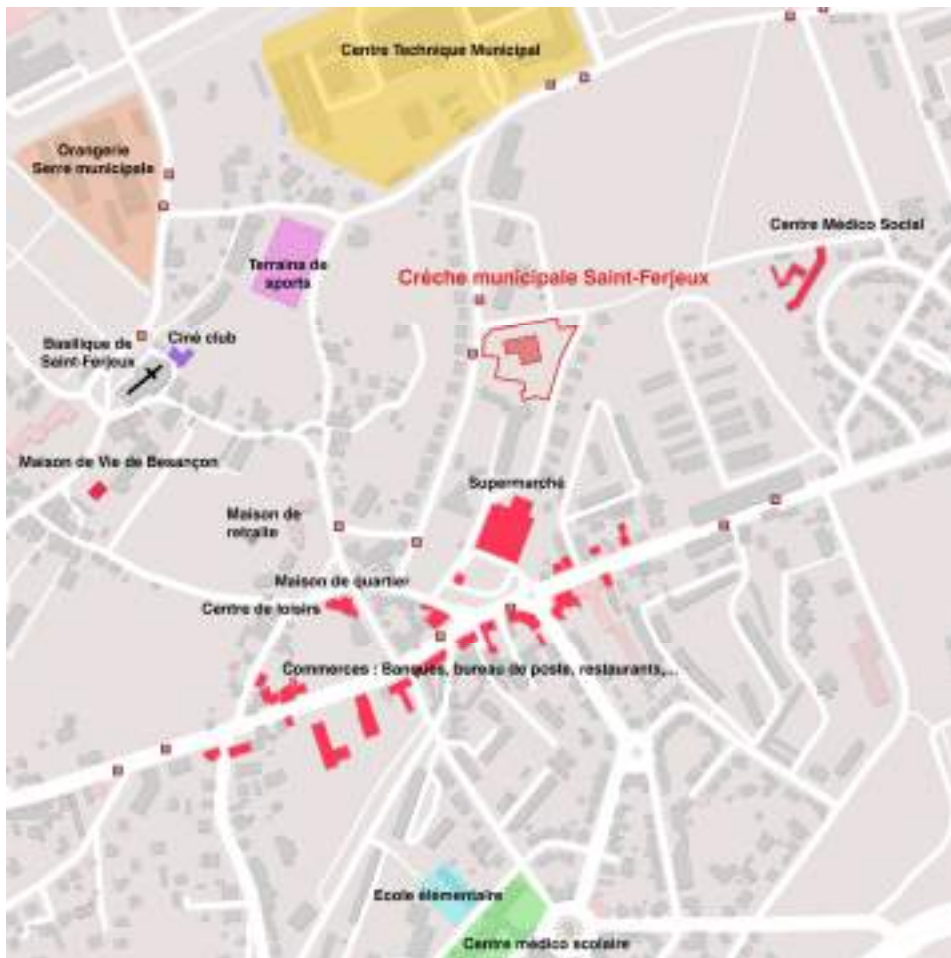 Centre Technique Municipal
Orangerie
Serre municipale
Centre Médico Social
Terrains de
sports
Crèche municipale Saint-Ferjeux
Basilique de
Saint-Ferjeux
Ciné club
Maison de Vie de Besançon
Supermarché
Maison de
retraite
Maison de quartier
Centre de loisirs
Commerces : Banques, bureau de poste, restaurants,...
Ecole élémentaire
Centre médico scolaire